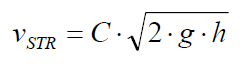 v_STR = C · √(2 · g · h)